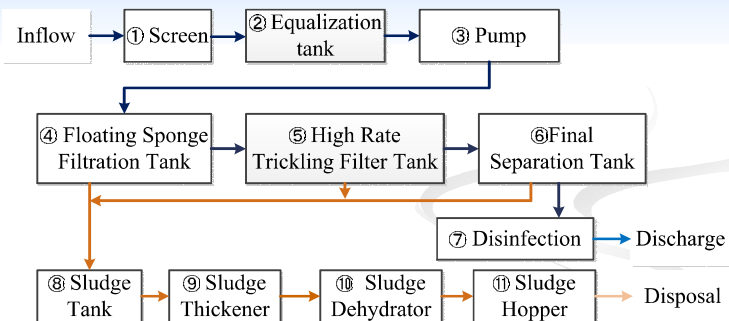 Inflow
① Screen
② Equalization
tank
③ Pump
④ Floating Sponge
Filtration Tank
⑤ High Rate
Trickling Filter Tank
⑥Final
Separation Tank
⑦ Disinfection
Discharge
⑧ Sludge
Tank
⑨ Sludge
Thickener
⑩ Sludge
Dehydrator
⑪ Sludge
Hopper
Disposal